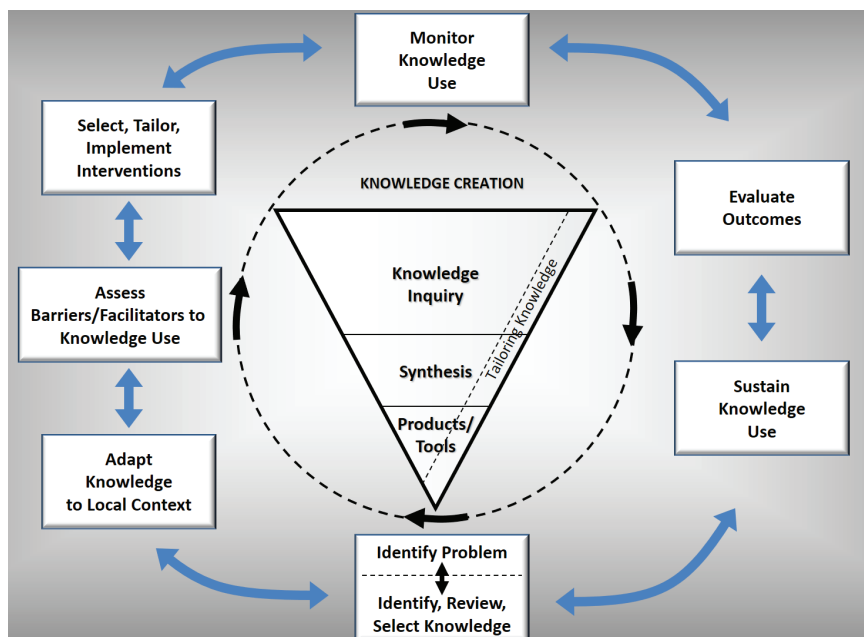 Monitor
Knowledge
Use
Select, Tailor,
Implement
Interventions
KNOWLEDGE CREATION
Evaluate
Outcomes
Knowledge
Inquiry
Tailoring Knowledge
Assess
Barriers/Facilitators to
Knowledge Use
Synthesis
Sustain
Knowledge
Use
Products/
Tools
Adapt
Knowledge
to Local Context
Identify Problem
Identify, Review,
Select Knowledge